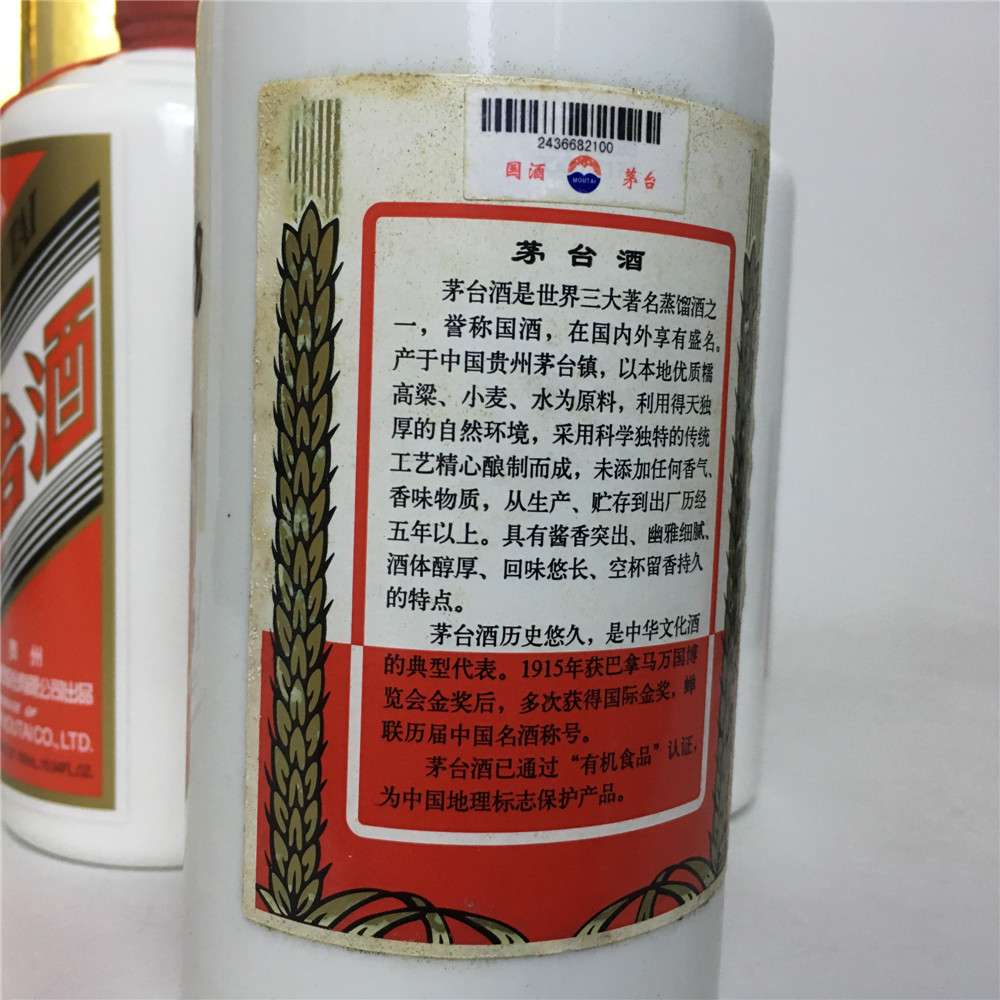 2436682100
国酒 MOUTAI 茅台
茅台酒
茅台酒是世界三大著名蒸馏酒之
一，誉称国酒，在国内外享有盛名。
产于中国贵州茅台镇，以本地优质糯
高粱、小麦、水为原料，利用得天独
厚的自然环境，采用科学独特的传统
工艺精心酿制而成，未添加任何香气、
香味物质，从生产、贮存到出厂历经
五年以上。具有酱香突出、幽雅细腻、
酒体醇厚、回味悠长、空杯留香持久
的特点。
茅台酒历史悠久，是中华文化酒
的典型代表。1915年获巴拿马万国博
览会金奖后，多次获得国际金奖，蝉
联历届中国名酒称号。
茅台酒已通过“有机食品”认证，
为中国地理标志保护产品。
TAI
台酒
贵州
公司出品
MOUTAI CO., LTD.